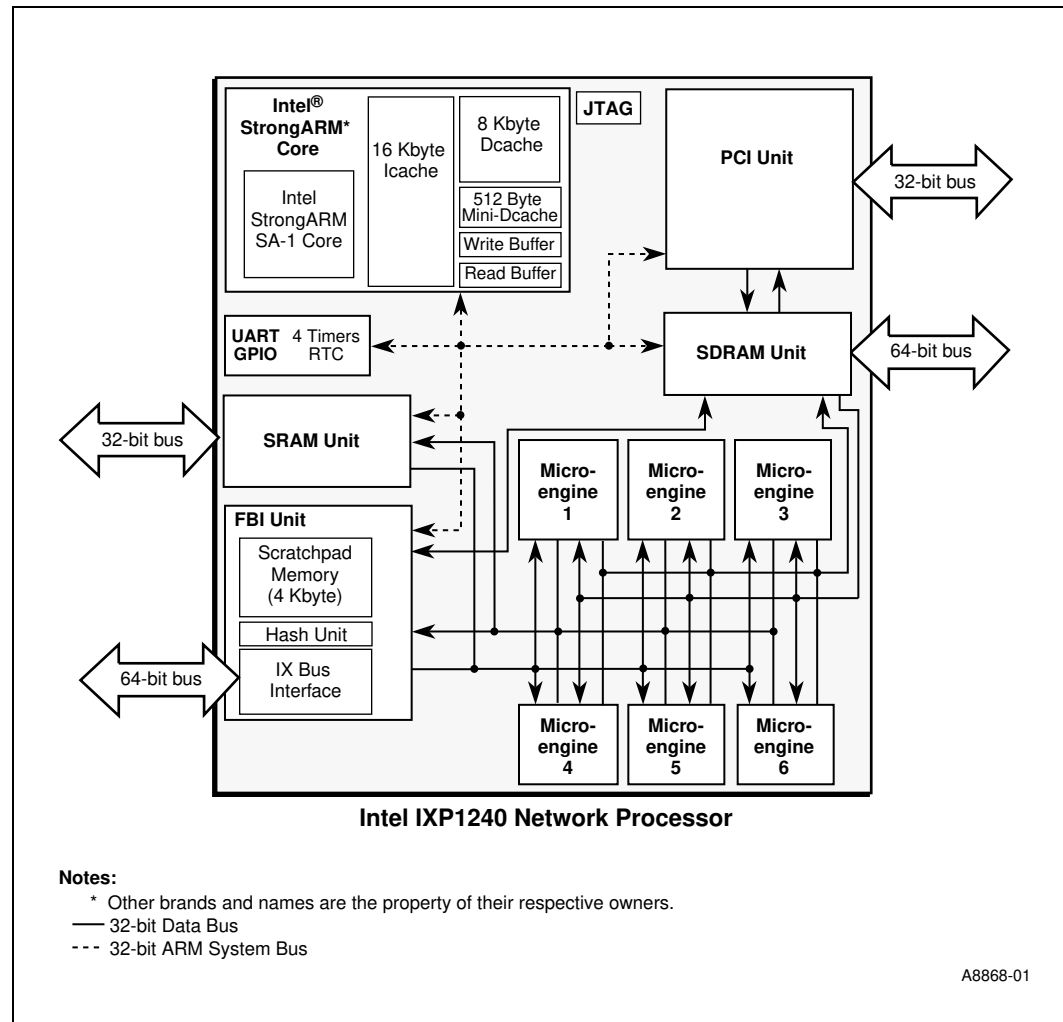 Intel®
StrongARM*
Core
Intel
StrongARM
SA-1 Core
16 Kbyte
Icache
8 Kbyte
Dcache
512 Byte
Mini-Dcache
Write Buffer
Read Buffer
JTAG
PCI Unit
32-bit bus
UART
GPIO
4 Timers
RTC
SDRAM Unit
64-bit bus
32-bit bus
SRAM Unit
FBI Unit
Scratchpad
Memory
(4 Kbyte)
Hash Unit
IX Bus
Interface
64-bit bus
Micro-
engine
1
Micro-
engine
2
Micro-
engine
3
Micro-
engine
4
Micro-
engine
5
Micro-
engine
6
Intel IXP1240 Network Processor
Notes:
* Other brands and names are the property of their respective owners.
32-bit Data Bus
32-bit ARM System Bus
A8868-01